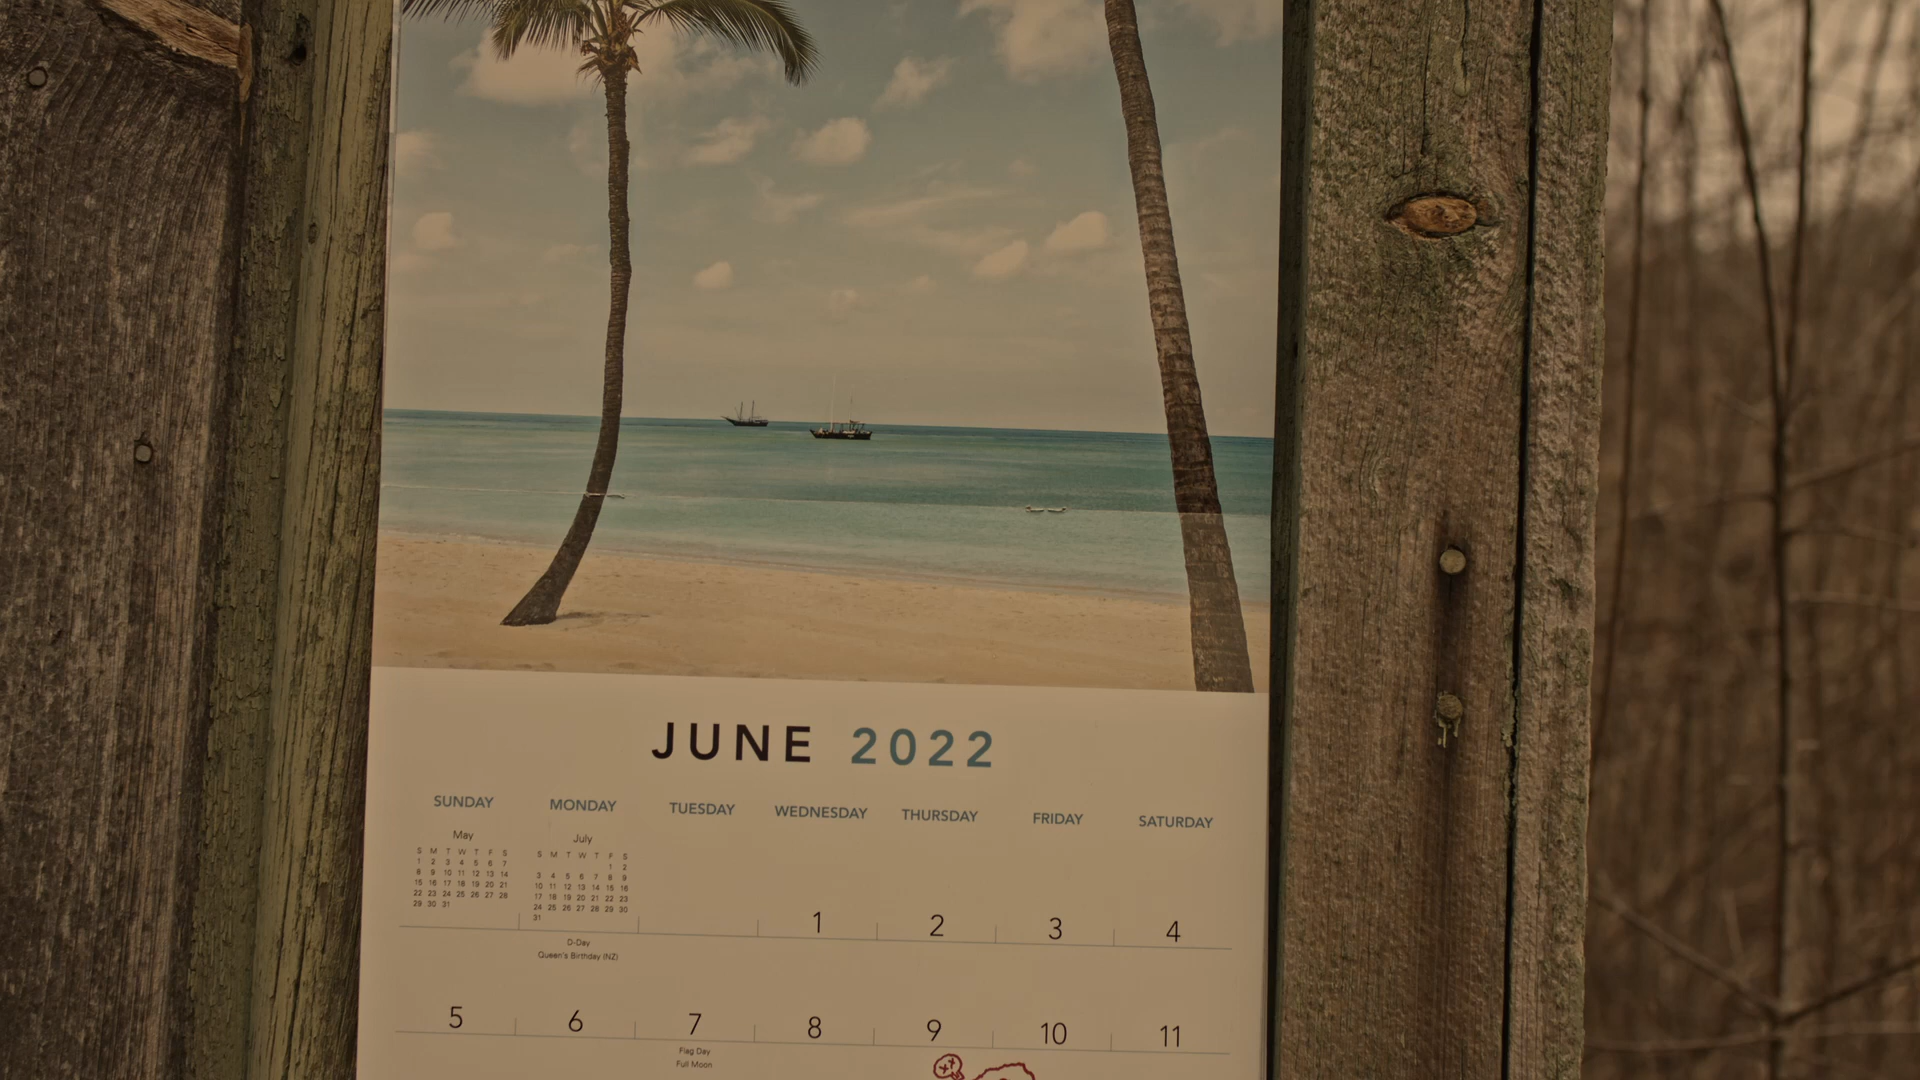 JUNE 2022
SUNDAY MONDAY TUESDAY WEDNESDAY THURSDAY FRIDAY SATURDAY
May
S M T W T F S
1 2 3 4 5 6 7
8 9 10 11 12 13 14
15 16 17 18 19 20 21
22 23 24 25 26 27 28
29 30 31
July
S M T W T F S
1 2
3 4 5 6 7 8 9
10 11 12 13 14 15 16
17 18 19 20 21 22 23
24 25 26 27 28 29 30
31
1 2 3 4
D-Day
Queen's Birthday (NZ)
5 6 7 8 9 10 11
Flag Day
Full Moon